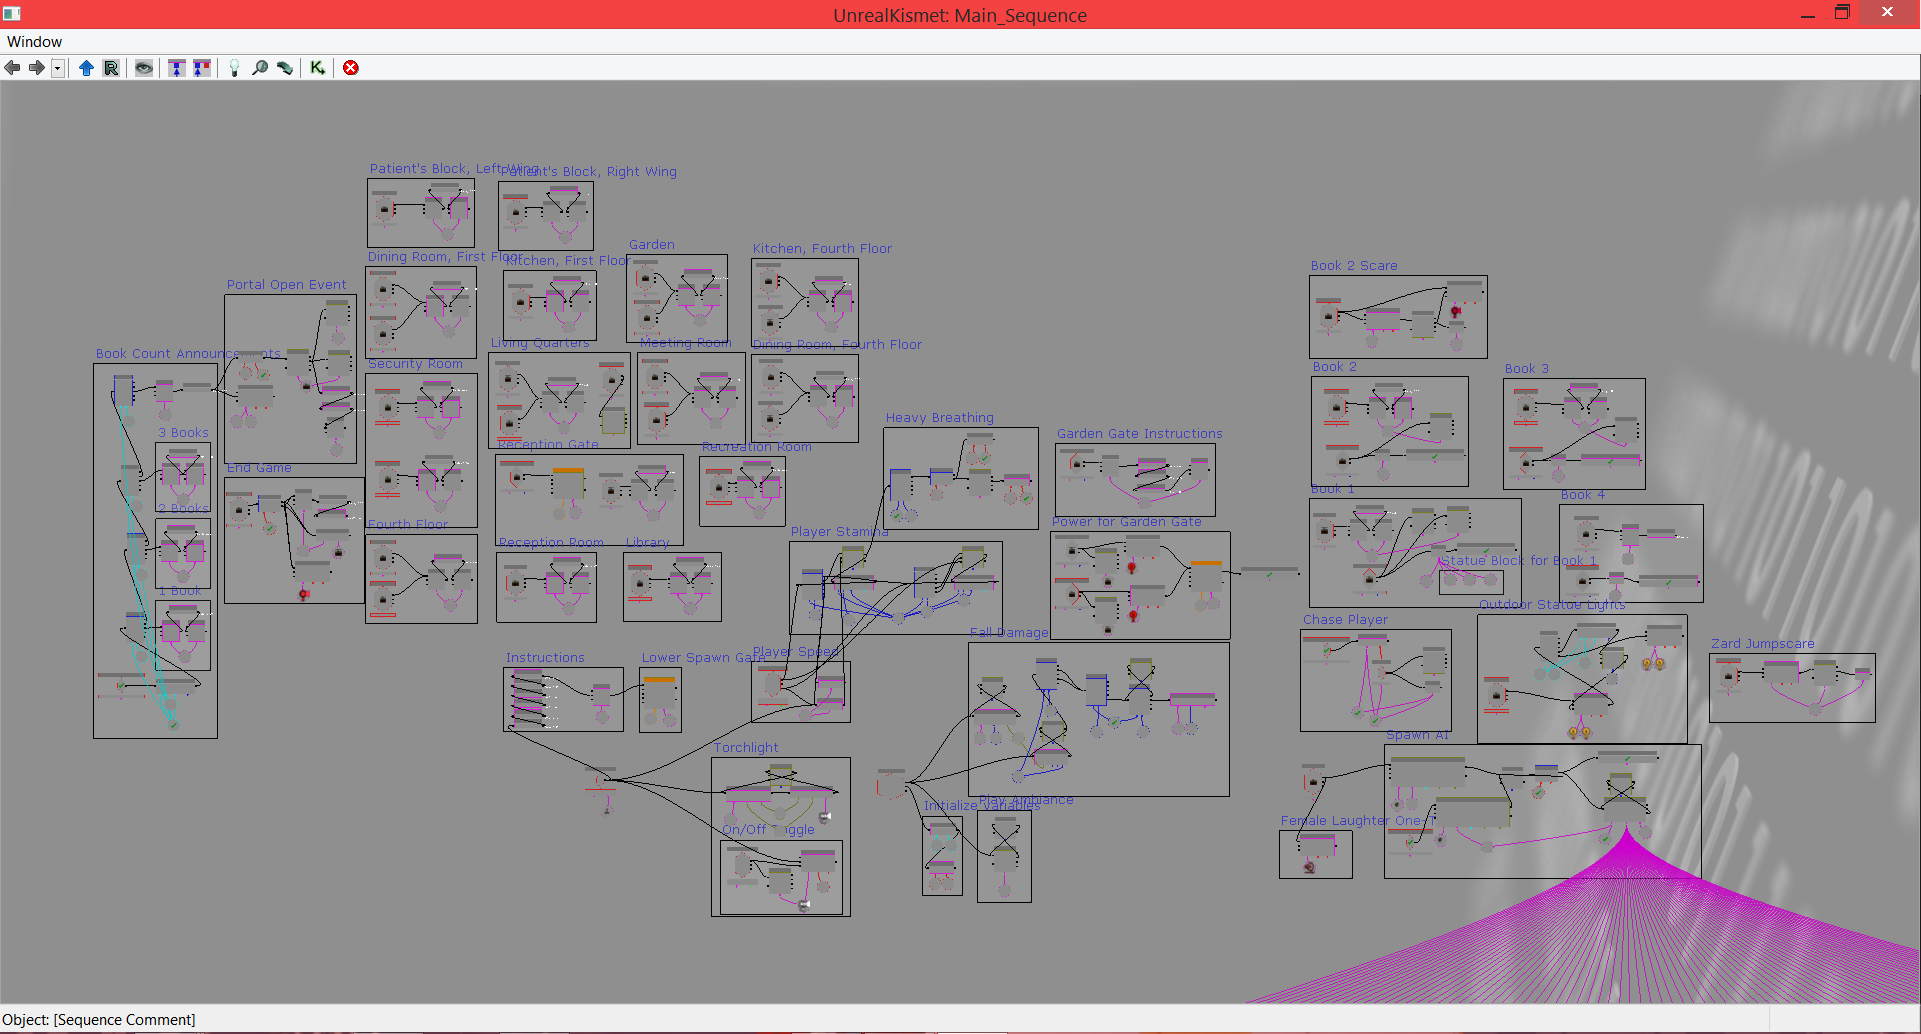 UnrealKismet: Main_Sequence
Window
Patient's Block, Left Wing
Patient's Block, Right Wing
Garden
Kitchen, Fourth Floor
Dining Room, First Floor
Kitchen, First Floor
Book 2 Scare
Portal Open Event
Living Quarters
Meeting Room
Dining Room, Fourth Floor
Book Count Announcements
Security Room
Book 2
Book 3
Heavy Breathing
3 Books
Garden Gate Instructions
Reception Gate
Recreation Room
End Game
Book 1
Book 4
2 Books
Fourth Floor
Player Stamina
Power for Garden Gate
Reception Room
Library
Statue Block for Book 1
1 Book
Outdoor Statue Lights
Chase Player
Fall Damage
Zard Jumpscare
Instructions
Lower Spawn Gate
Player Speed
Spawn AI
Torchlight
Play Ambiance
Initialize Variables
Female Laughter One-T
On/Off Toggle
Object: [Sequence Comment]